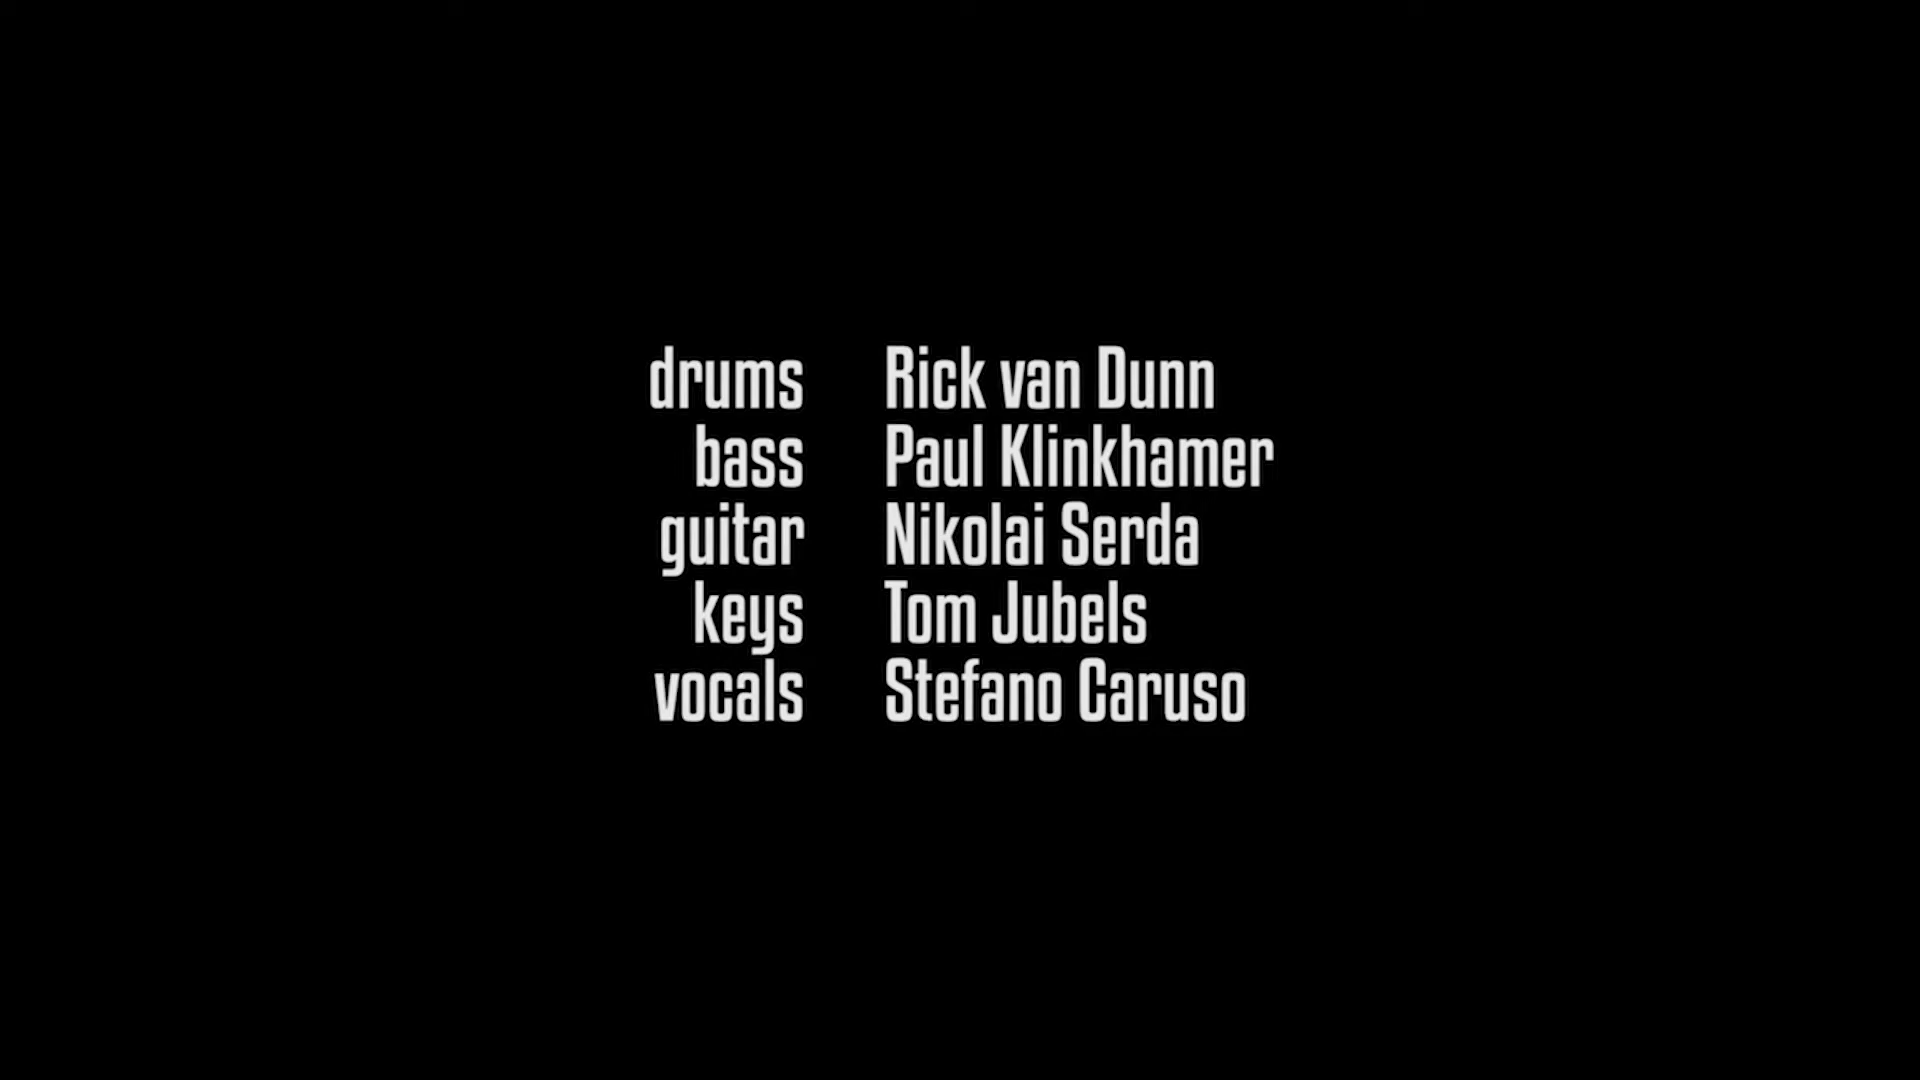 drums Rick van Dunn
bass Paul Klinkhamer
guitar Nikolai Serda
keys Tom Jubels
vocals Stefano Caruso